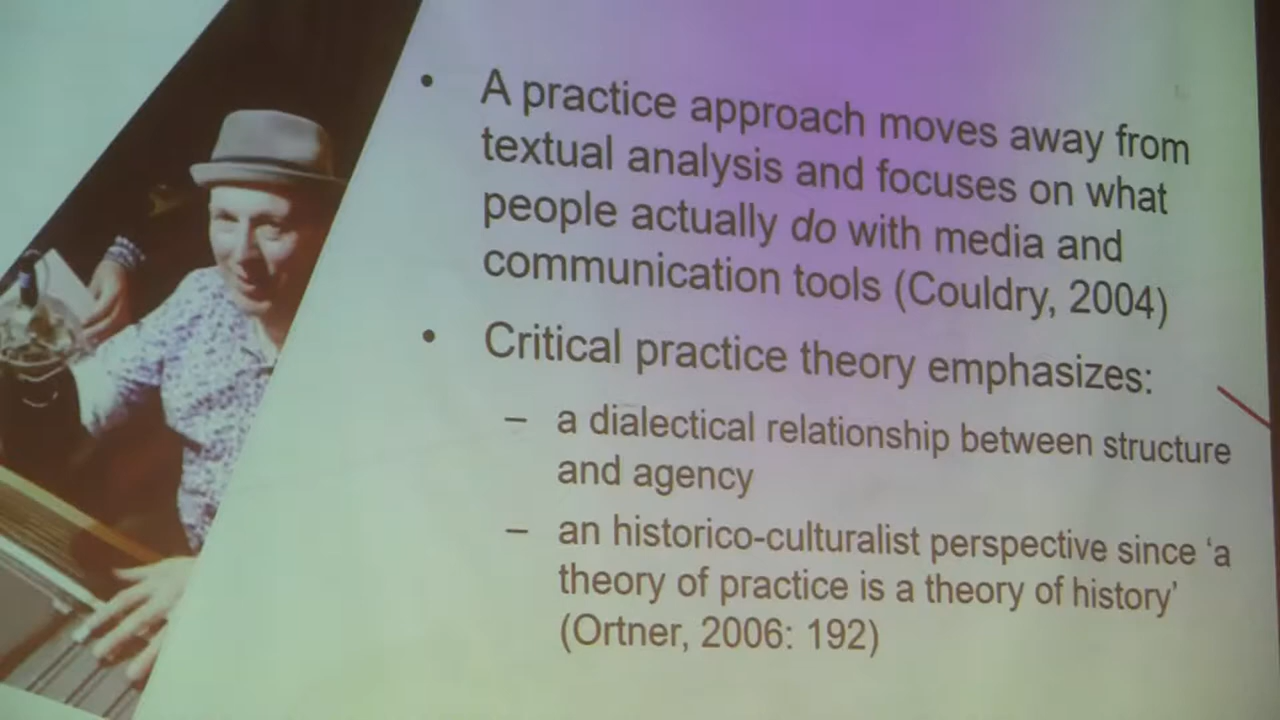 • A practice approach moves away from
textual analysis and focuses on what
people actually do with media and
communication tools (Couldry, 2004)
• Critical practice theory emphasizes:
– a dialectical relationship between structure
and agency
– an historico-culturalist perspective since ‘a
theory of practice is a theory of history’
(Ortner, 2006: 192)